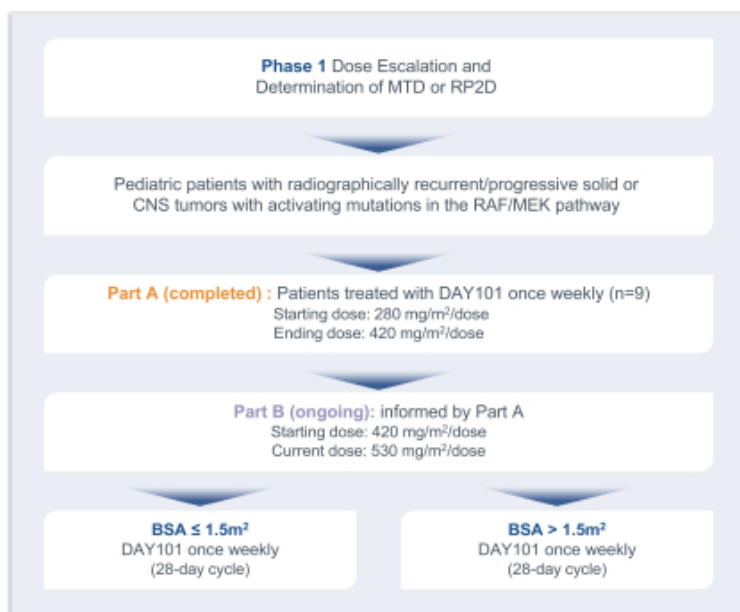 Phase 1 Dose Escalation and
Determination of MTD or RP2D
Pediatric patients with radiographically recurrent/progressive solid or
CNS tumors with activating mutations in the RAF/MEK pathway
Part A (completed) : Patients treated with DAY101 once weekly (n=9)
Starting dose: 280 mg/m²/dose
Ending dose: 420 mg/m²/dose
Part B (ongoing): informed by Part A
Starting dose: 420 mg/m²/dose
Current dose: 530 mg/m²/dose
BSA ≤ 1.5m²
DAY101 once weekly
(28-day cycle)
BSA > 1.5m²
DAY101 once weekly
(28-day cycle)